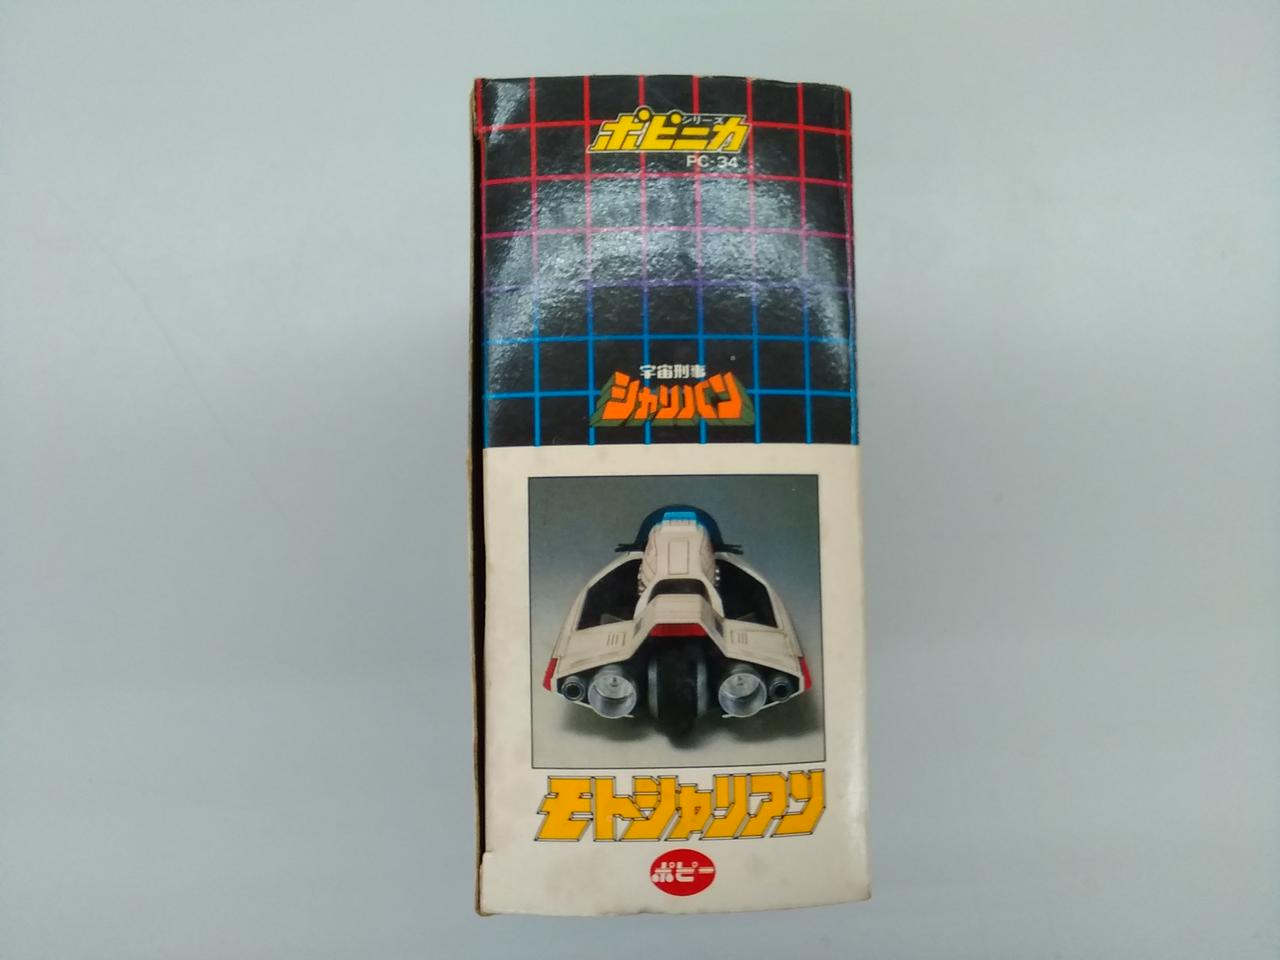 ポピニカ
シリーズ
PC-34
宇宙刑事
シャリバン
モトシャリアン
ポピー